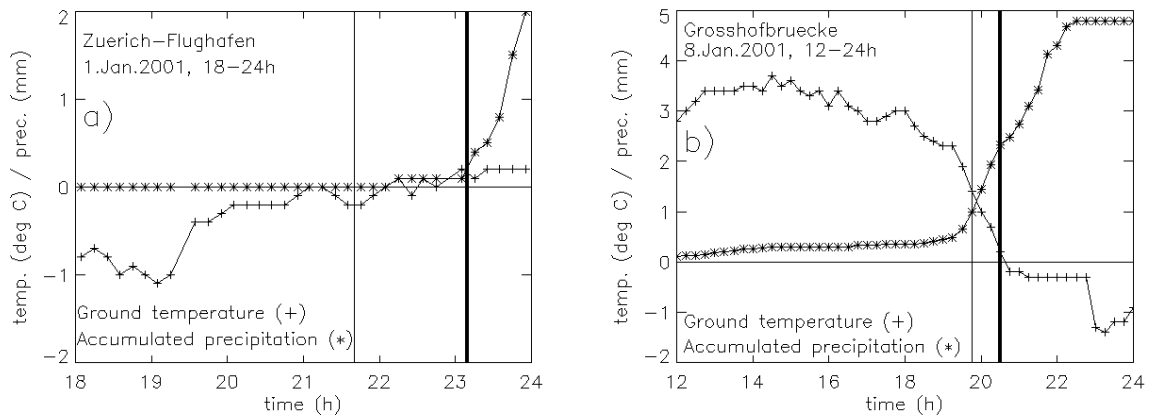 Zuerich-Flughafen
1.Jan.2001, 18-24h
a)
Ground temperature (+)
Accumulated precipitation (*)
temp. (deg C) / prec. (mm)
2
1
0
-1
-2
18 19 20 21 22 23 24
time (h)
Grosshofbruecke
8.Jan.2001, 12-24h
b)
Ground temperature (+)
Accumulated precipitation (*)
temp. (deg C) / prec. (mm)
5
4
3
2
1
0
-1
-2
12 14 16 18 20 22 24
time (h)